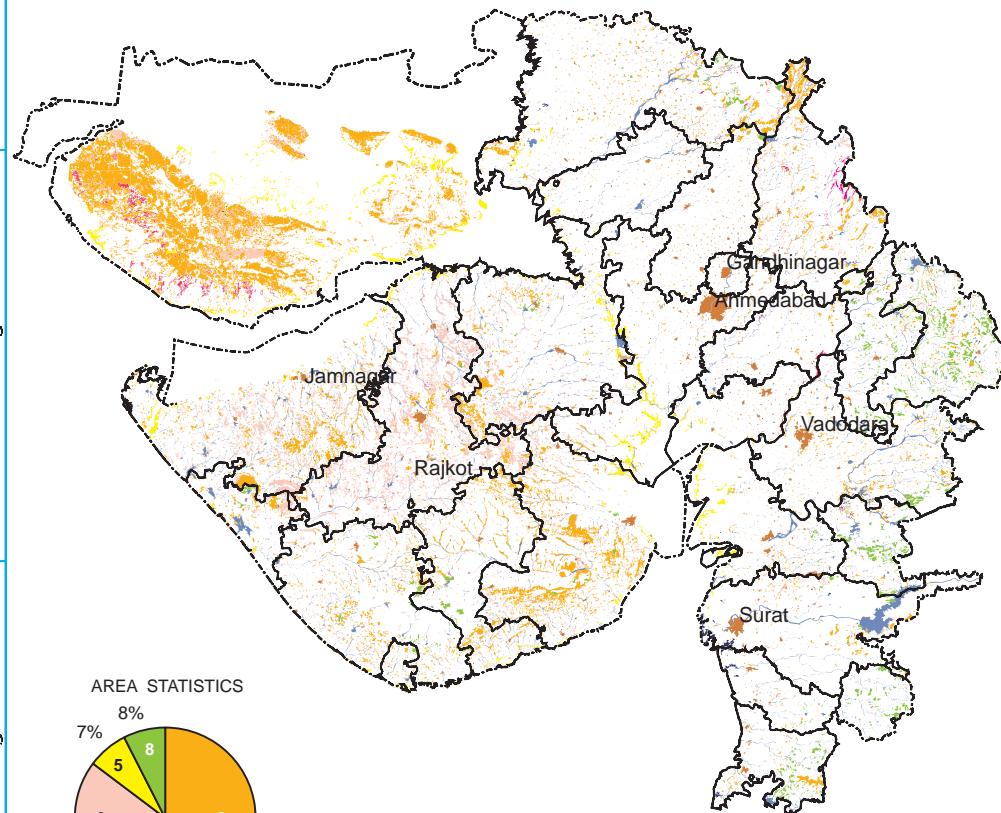 Gandhinagar
Ahmedabad
Jamnagar
Vadodara
Rajkot
Surat
AREA STATISTICS
8%
7%
8
5